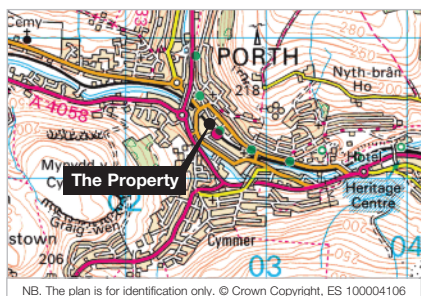 Cemy
PORTH
218
Nyth-brân
Ho
A 4058
Mynydd y
Cy
The Property
Hotel
Heritage
Centre
02
stown
Graig-wen
206
Cymmer
03
04
NB. The plan is for identification only. © Crown Copyright, ES 100004106